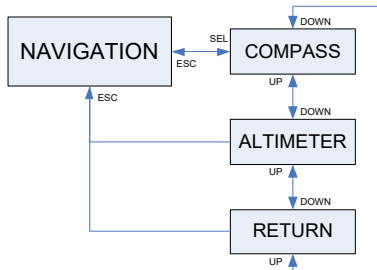 DOWN
SEL
NAVIGATION
COMPASS
ESC
UP
DOWN
ESC
ALTIMETER
UP
DOWN
RETURN
UP